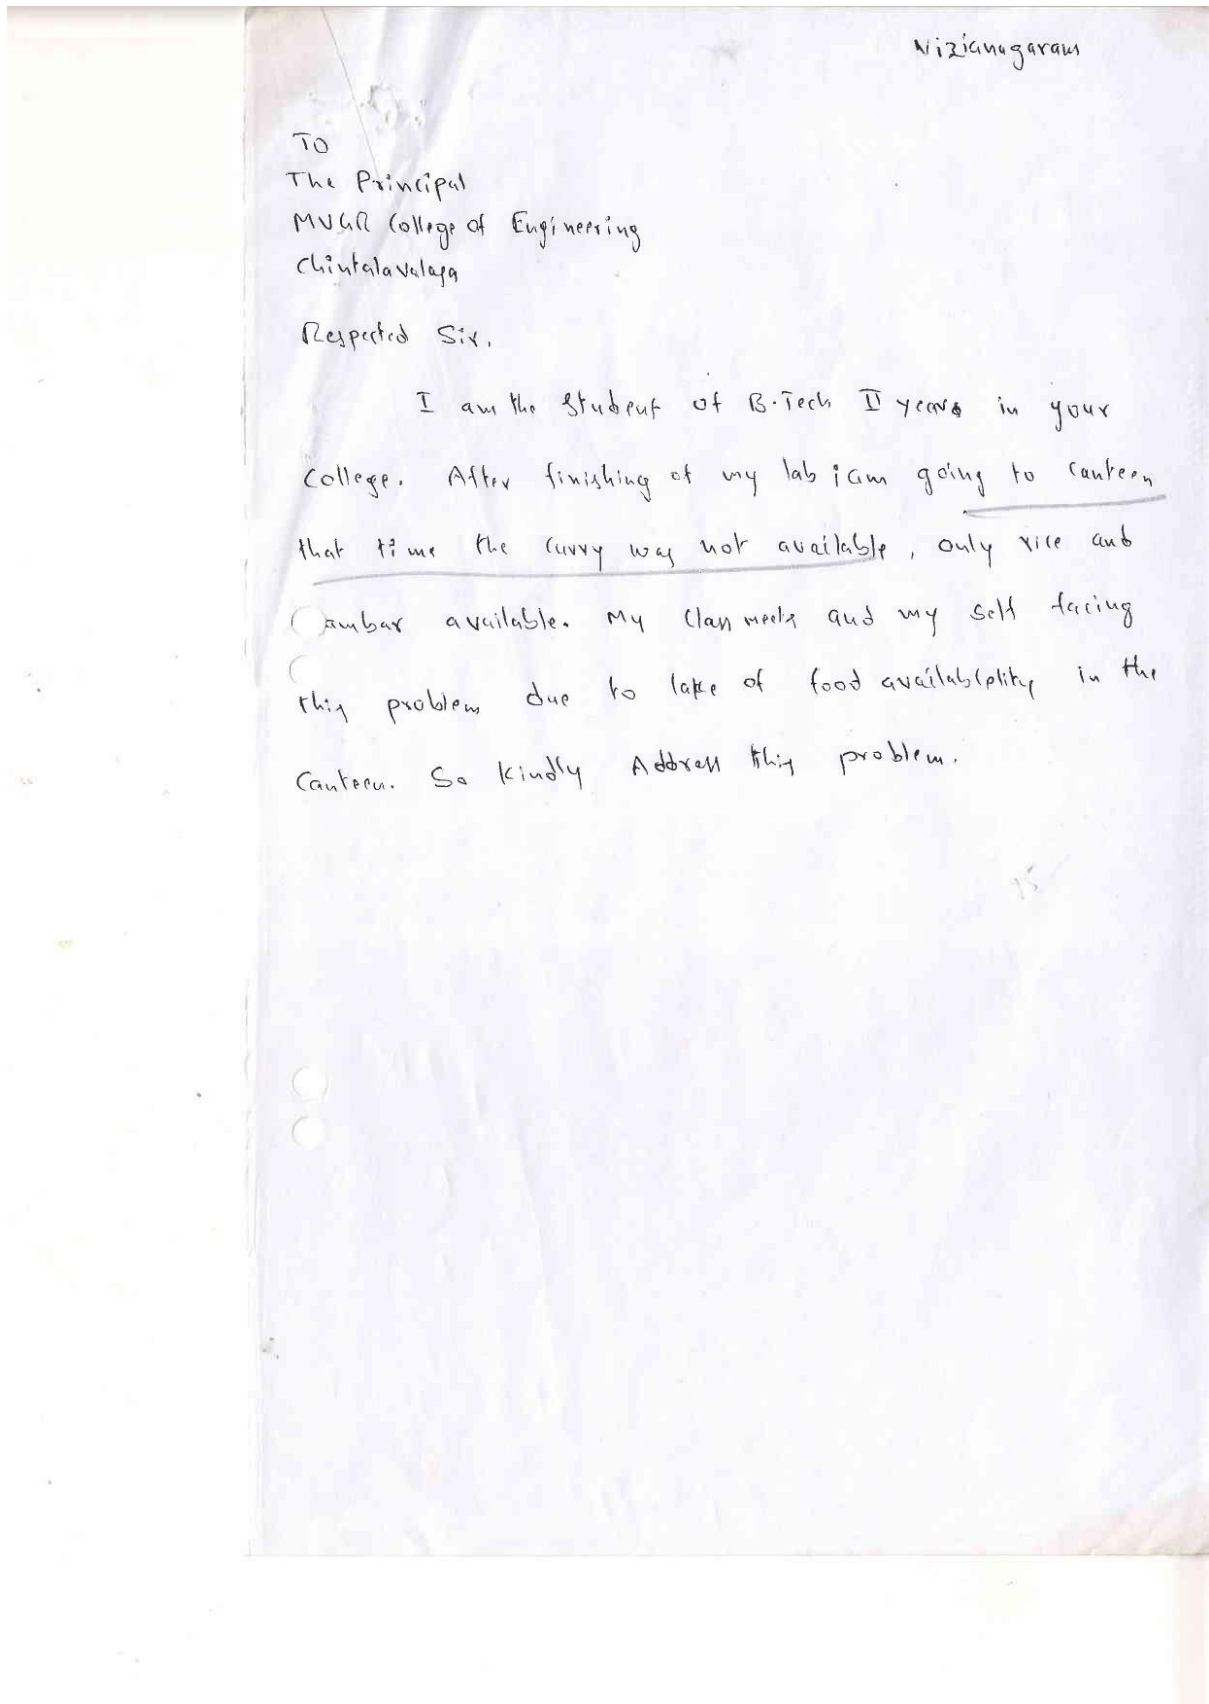 Vizianagaram
TO
The Principal
MVGR College of Engineering
Chintalavalasa
Respected Sir,
I am the student of B.Tech II years in your
College. After finishing of my lab iam going to Canteen
that time the curry was not available, only rice and
ambar available. My Class meets and my self facing
this problem due to lake of food availability in the
Canteen. So kindly Address this problem.